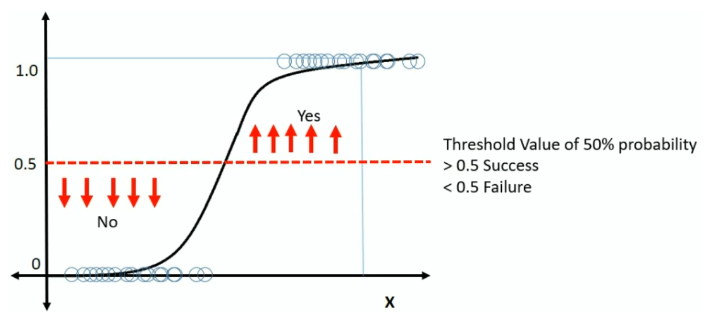 1.0
Yes
0.5
Threshold Value of 50% probability
> 0.5 Success
< 0.5 Failure
No
0
X